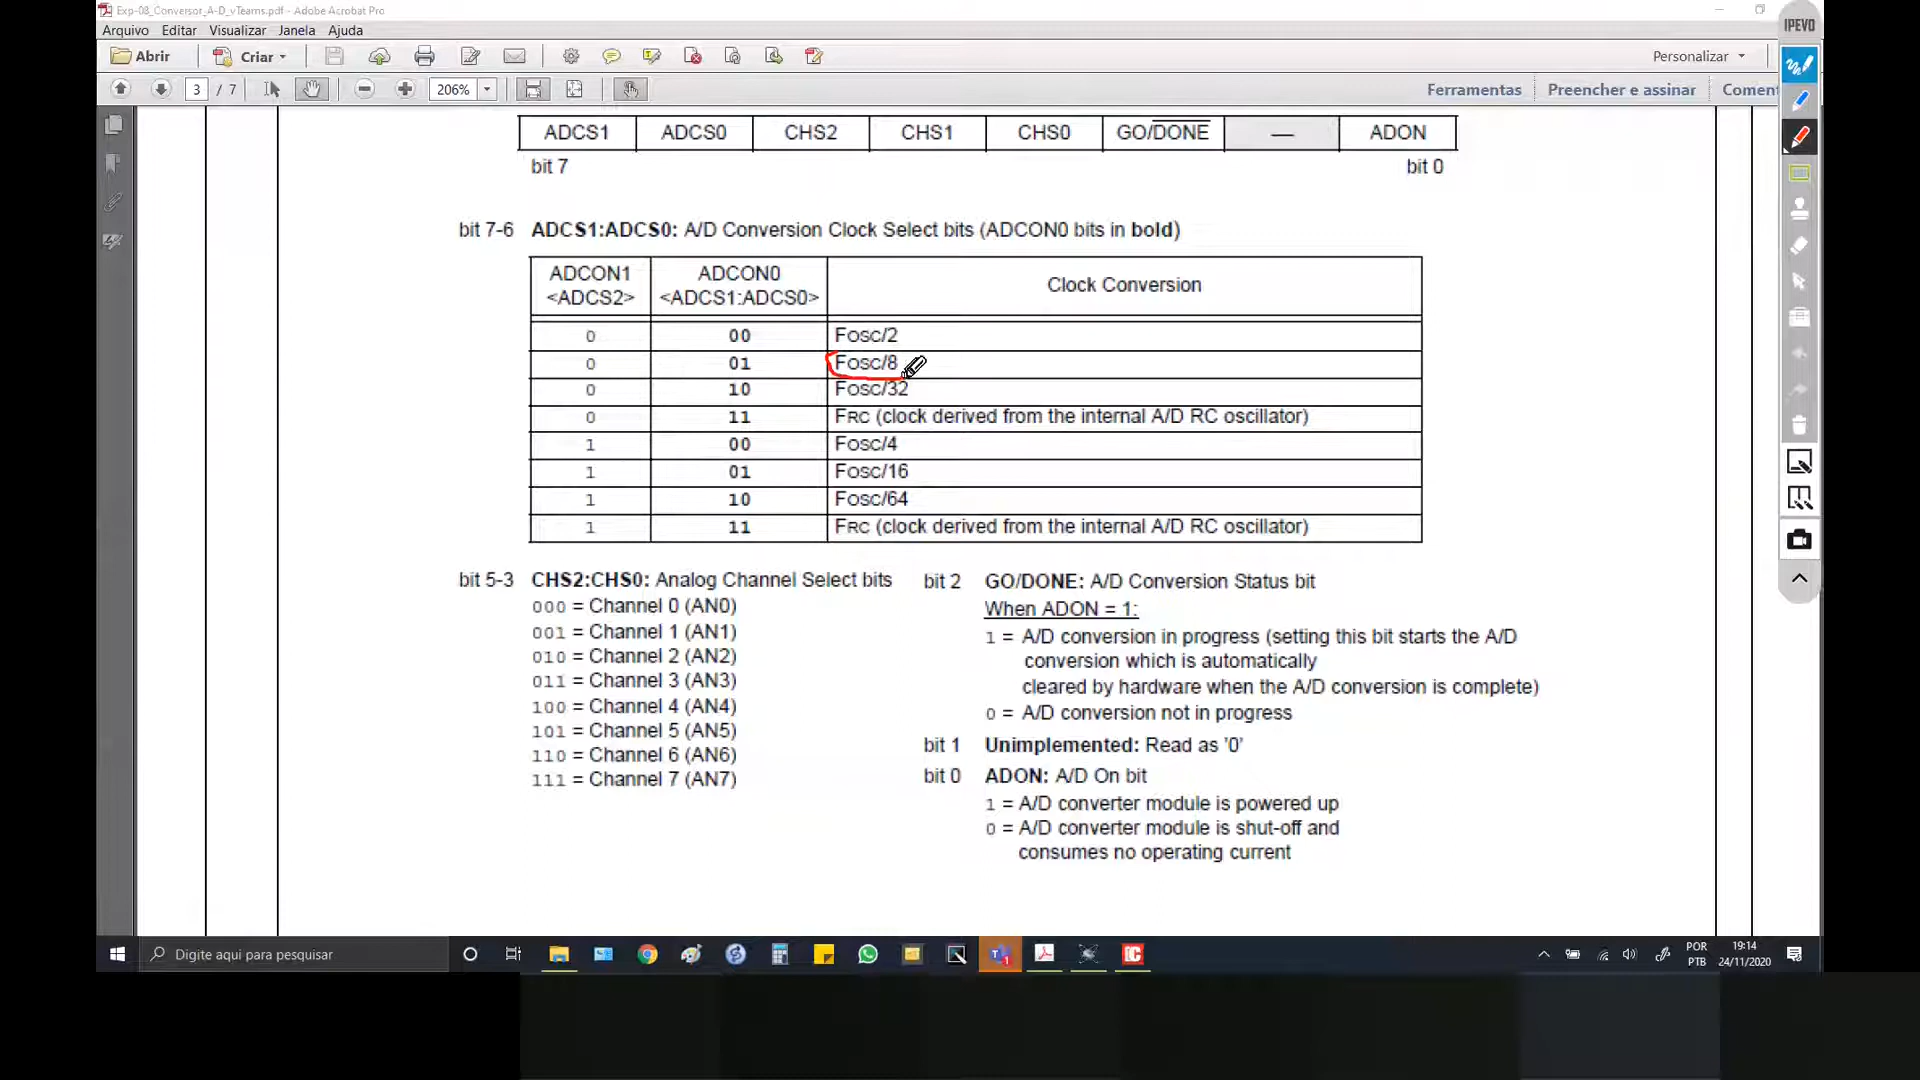 Exp-08_Conversor_A-D_vTeams.pdf - Adobe Acrobat Pro
Arquivo Editar Visualizar Janela Ajuda
IPEVO
Abrir Criar Personalizar
3 / 7 206% Ferramentas Preencher e assinar Coment
ADCS1 ADCS0 CHS2 CHS1 CHS0 GO/DONE — ADON
bit 7 bit 0
bit 7-6 ADCS1:ADCS0: A/D Conversion Clock Select bits (ADCON0 bits in bold)
ADCON1 <ADCS2> ADCON0 <ADCS1:ADCS0> Clock Conversion
0 00 FOSC/2
0 01 FOSC/8
0 10 FOSC/32
0 11 FRC (clock derived from the internal A/D RC oscillator)
1 00 FOSC/4
1 01 FOSC/16
1 10 FOSC/64
1 11 FRC (clock derived from the internal A/D RC oscillator)
bit 5-3 CHS2:CHS0: Analog Channel Select bits
000 = Channel 0 (AN0)
001 = Channel 1 (AN1)
010 = Channel 2 (AN2)
011 = Channel 3 (AN3)
100 = Channel 4 (AN4)
101 = Channel 5 (AN5)
110 = Channel 6 (AN6)
111 = Channel 7 (AN7)
bit 2 GO/DONE: A/D Conversion Status bit
When ADON = 1:
1 = A/D conversion in progress (setting this bit starts the A/D
conversion which is automatically
cleared by hardware when the A/D conversion is complete)
0 = A/D conversion not in progress
bit 1 Unimplemented: Read as '0'
bit 0 ADON: A/D On bit
1 = A/D converter module is powered up
0 = A/D converter module is shut-off and
consumes no operating current
Digite aqui para pesquisar
POR
PTB
19:14
24/11/2020